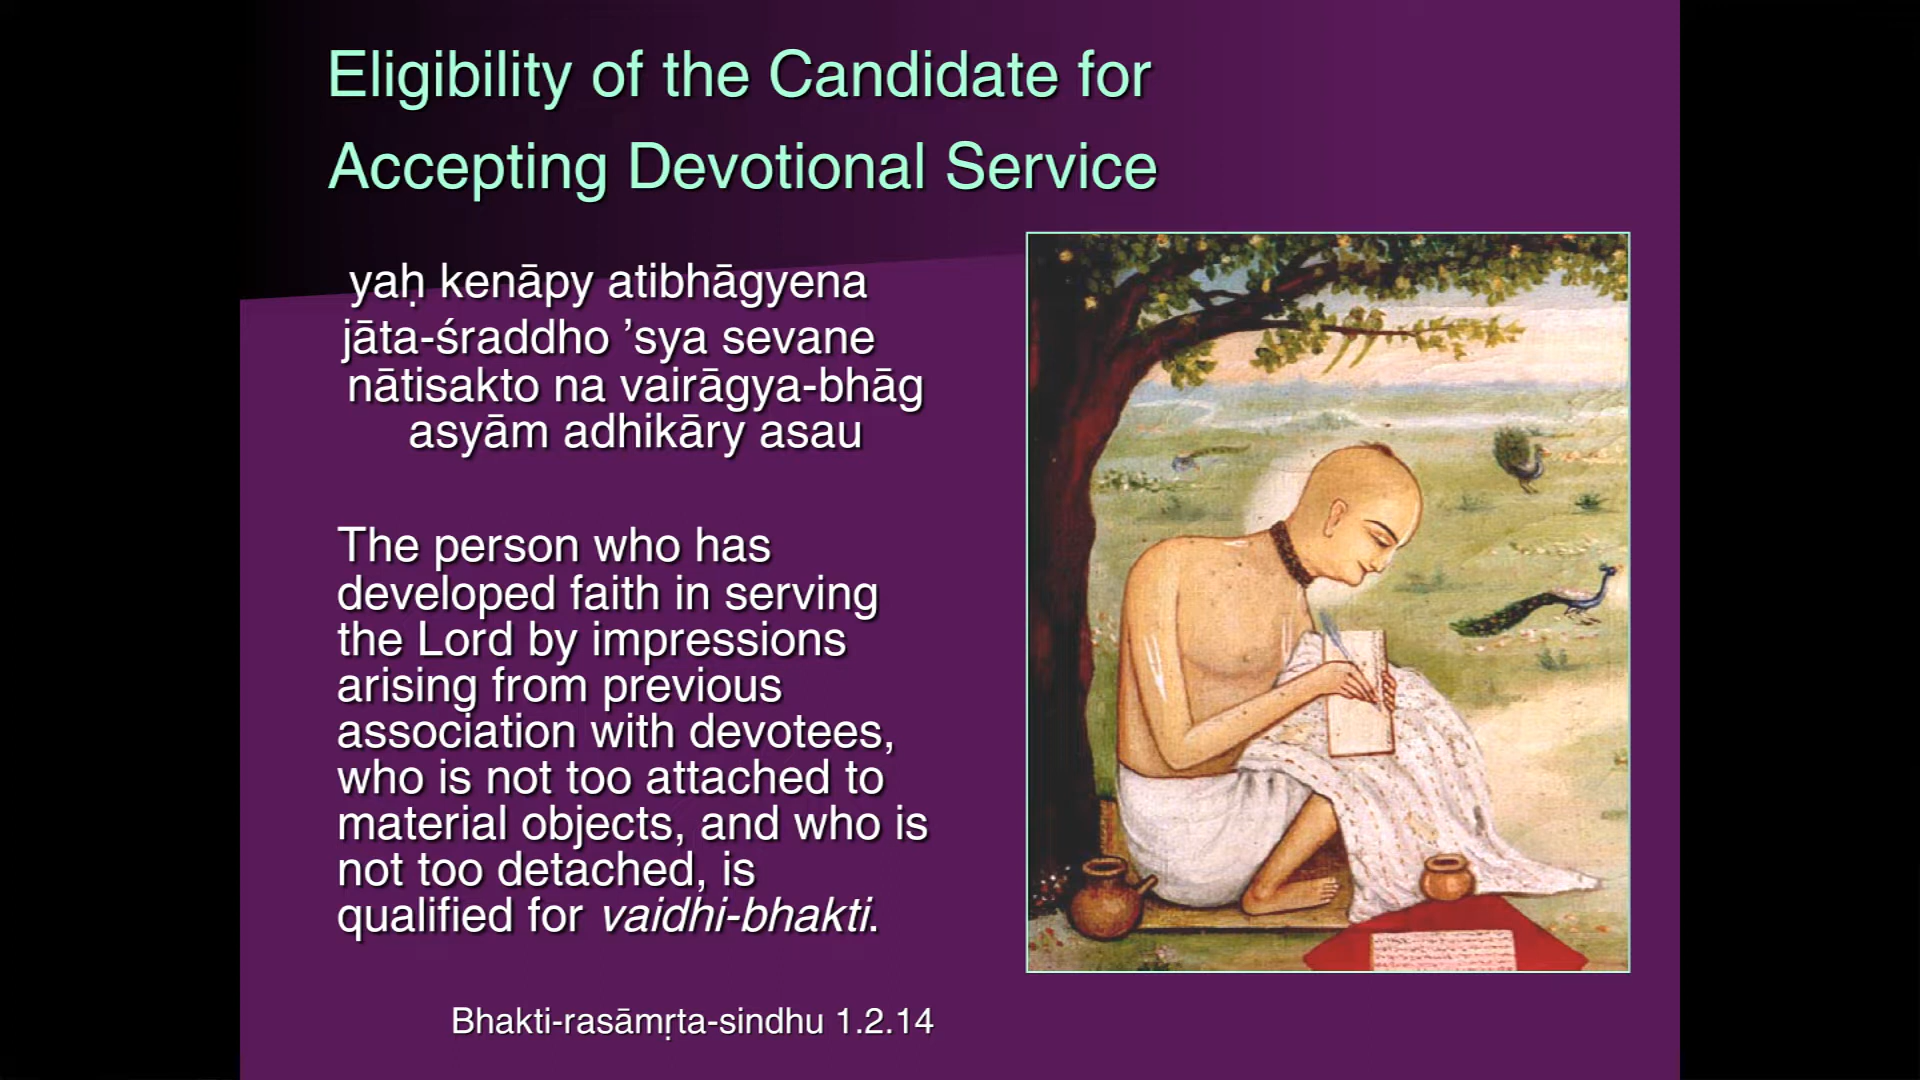 Eligibility of the Candidate for
Accepting Devotional Service
yaḥ kenāpy atibhāgyena
jāta-śraddho ’sya sevane
nātisakto na vairāgya-bhāg
asyām adhikāry asau
The person who has
developed faith in serving
the Lord by impressions
arising from previous
association with devotees,
who is not too attached to
material objects, and who is
not too detached, is
qualified for vaidhi-bhakti.
Bhakti-rasāmṛta-sindhu 1.2.14